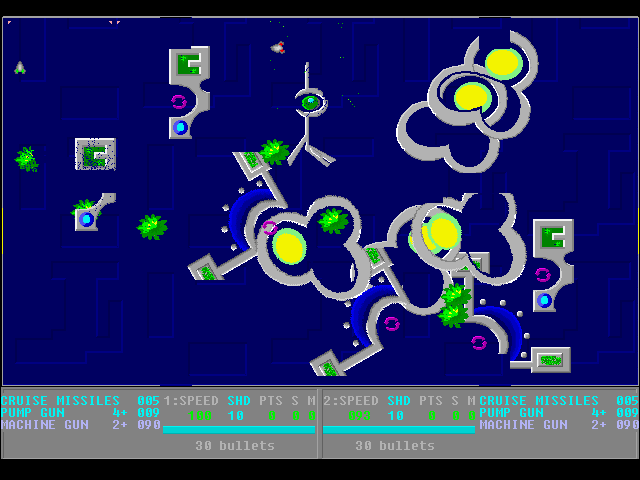 CRUISE MISSILES 005 1:SPEED SHD PTS S M 2:SPEED SHD PTS S M CRUISE MISSILES 005
PUMP GUN 4+ 009 100 10 0 0 0 093 10 0 0 0 PUMP GUN 4+ 009
MACHINE GUN 2+ 090 MACHINE GUN 2+ 090
30 bullets 30 bullets